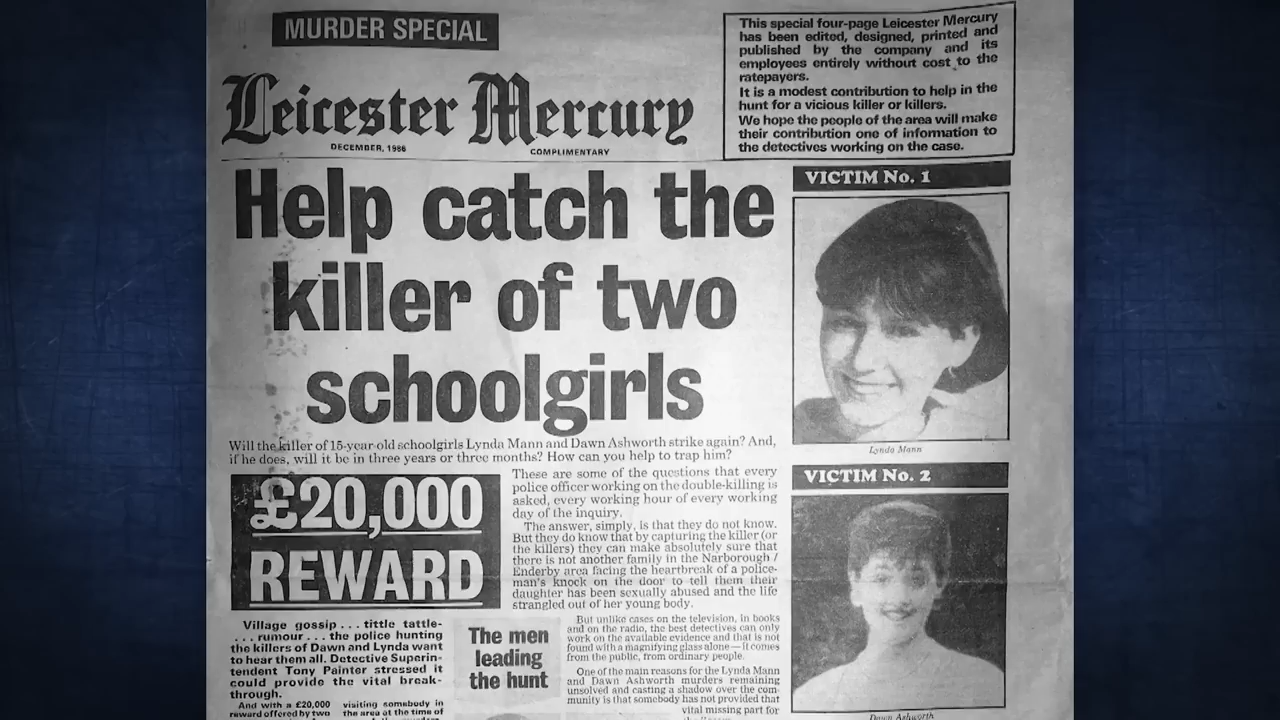 MURDER SPECIAL
Leicester Mercury
DECEMBER, 1986
COMPLIMENTARY
This special four-page Leicester Mercury
has been edited, designed, printed and
published by the company and its
employees entirely without cost to the
ratepayers.
It is a modest contribution to help in the
hunt for a vicious killer or killers.
We hope the people of the area will make
their contribution one of information to
the detectives working on the case.
Help catch the
killer of two
schoolgirls
Will the killer of 15-year-old schoolgirls Lynda Mann and Dawn Ashworth strike again? And,
if he does, will it be in three years or three months? How can you help to trap him?
£20,000
REWARD
These are some of the questions that every
police officer working on the double-killing is
asked, every working hour of every working
day of the inquiry.
The answer, simply, is that they do not know.
But they do know that by capturing the killer (or
the killers) they can make absolutely sure that
there is not another family in the Narborough /
Enderby area facing the heartbreak of a police-
man's knock on the door to tell them their
daughter has been sexually abused and the life
strangled out of her young body.
Village gossip . . . tittle tattle-
. . . rumour . . . the police hunting
the killers of Dawn and Lynda want
to hear them all. Detective Superin-
tendent Tony Painter stressed it
could provide the vital break-
through.
And with a £20,000
reward offered by two
visiting somebody in
the area at the time of
The men
leading
the hunt
But unlike cases on the television, in books
and on the radio, the best detectives can only
work on the available evidence and that is not
found with a magnifying glass alone — it comes
from the public, from ordinary people.
One of the main reasons for the Lynda Mann
and Dawn Ashworth murders remaining
unsolved and casting a shadow over the com-
munity is that somebody has not provided that
vital missing part for
VICTIM No. 1
Lynda Mann
VICTIM No. 2
Dawn Ashworth